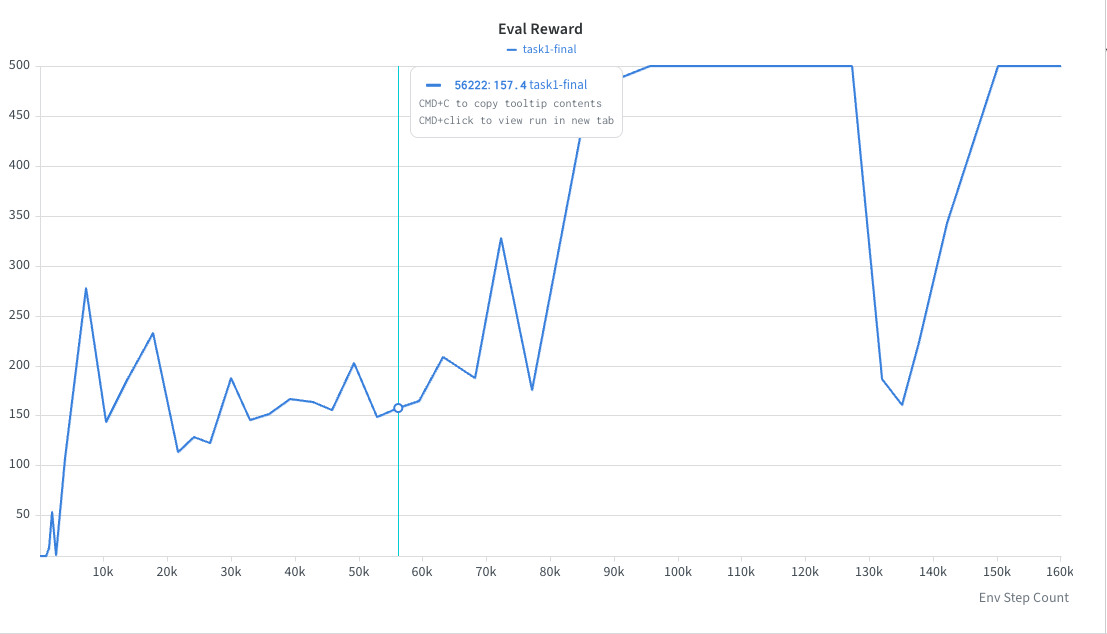 Eval Reward
task1-final
500
450
400
350
300
250
200
150
100
50
56222: 157.4 task1-final
CMD+C to copy tooltip contents
CMD+click to view run in new tab
10k 20k 30k 40k 50k 60k 70k 80k 90k 100k 110k 120k 130k 140k 150k 160k
Env Step Count